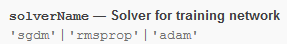 solverName — Solver for training network
'sgdm' | 'rmsprop' | 'adam'